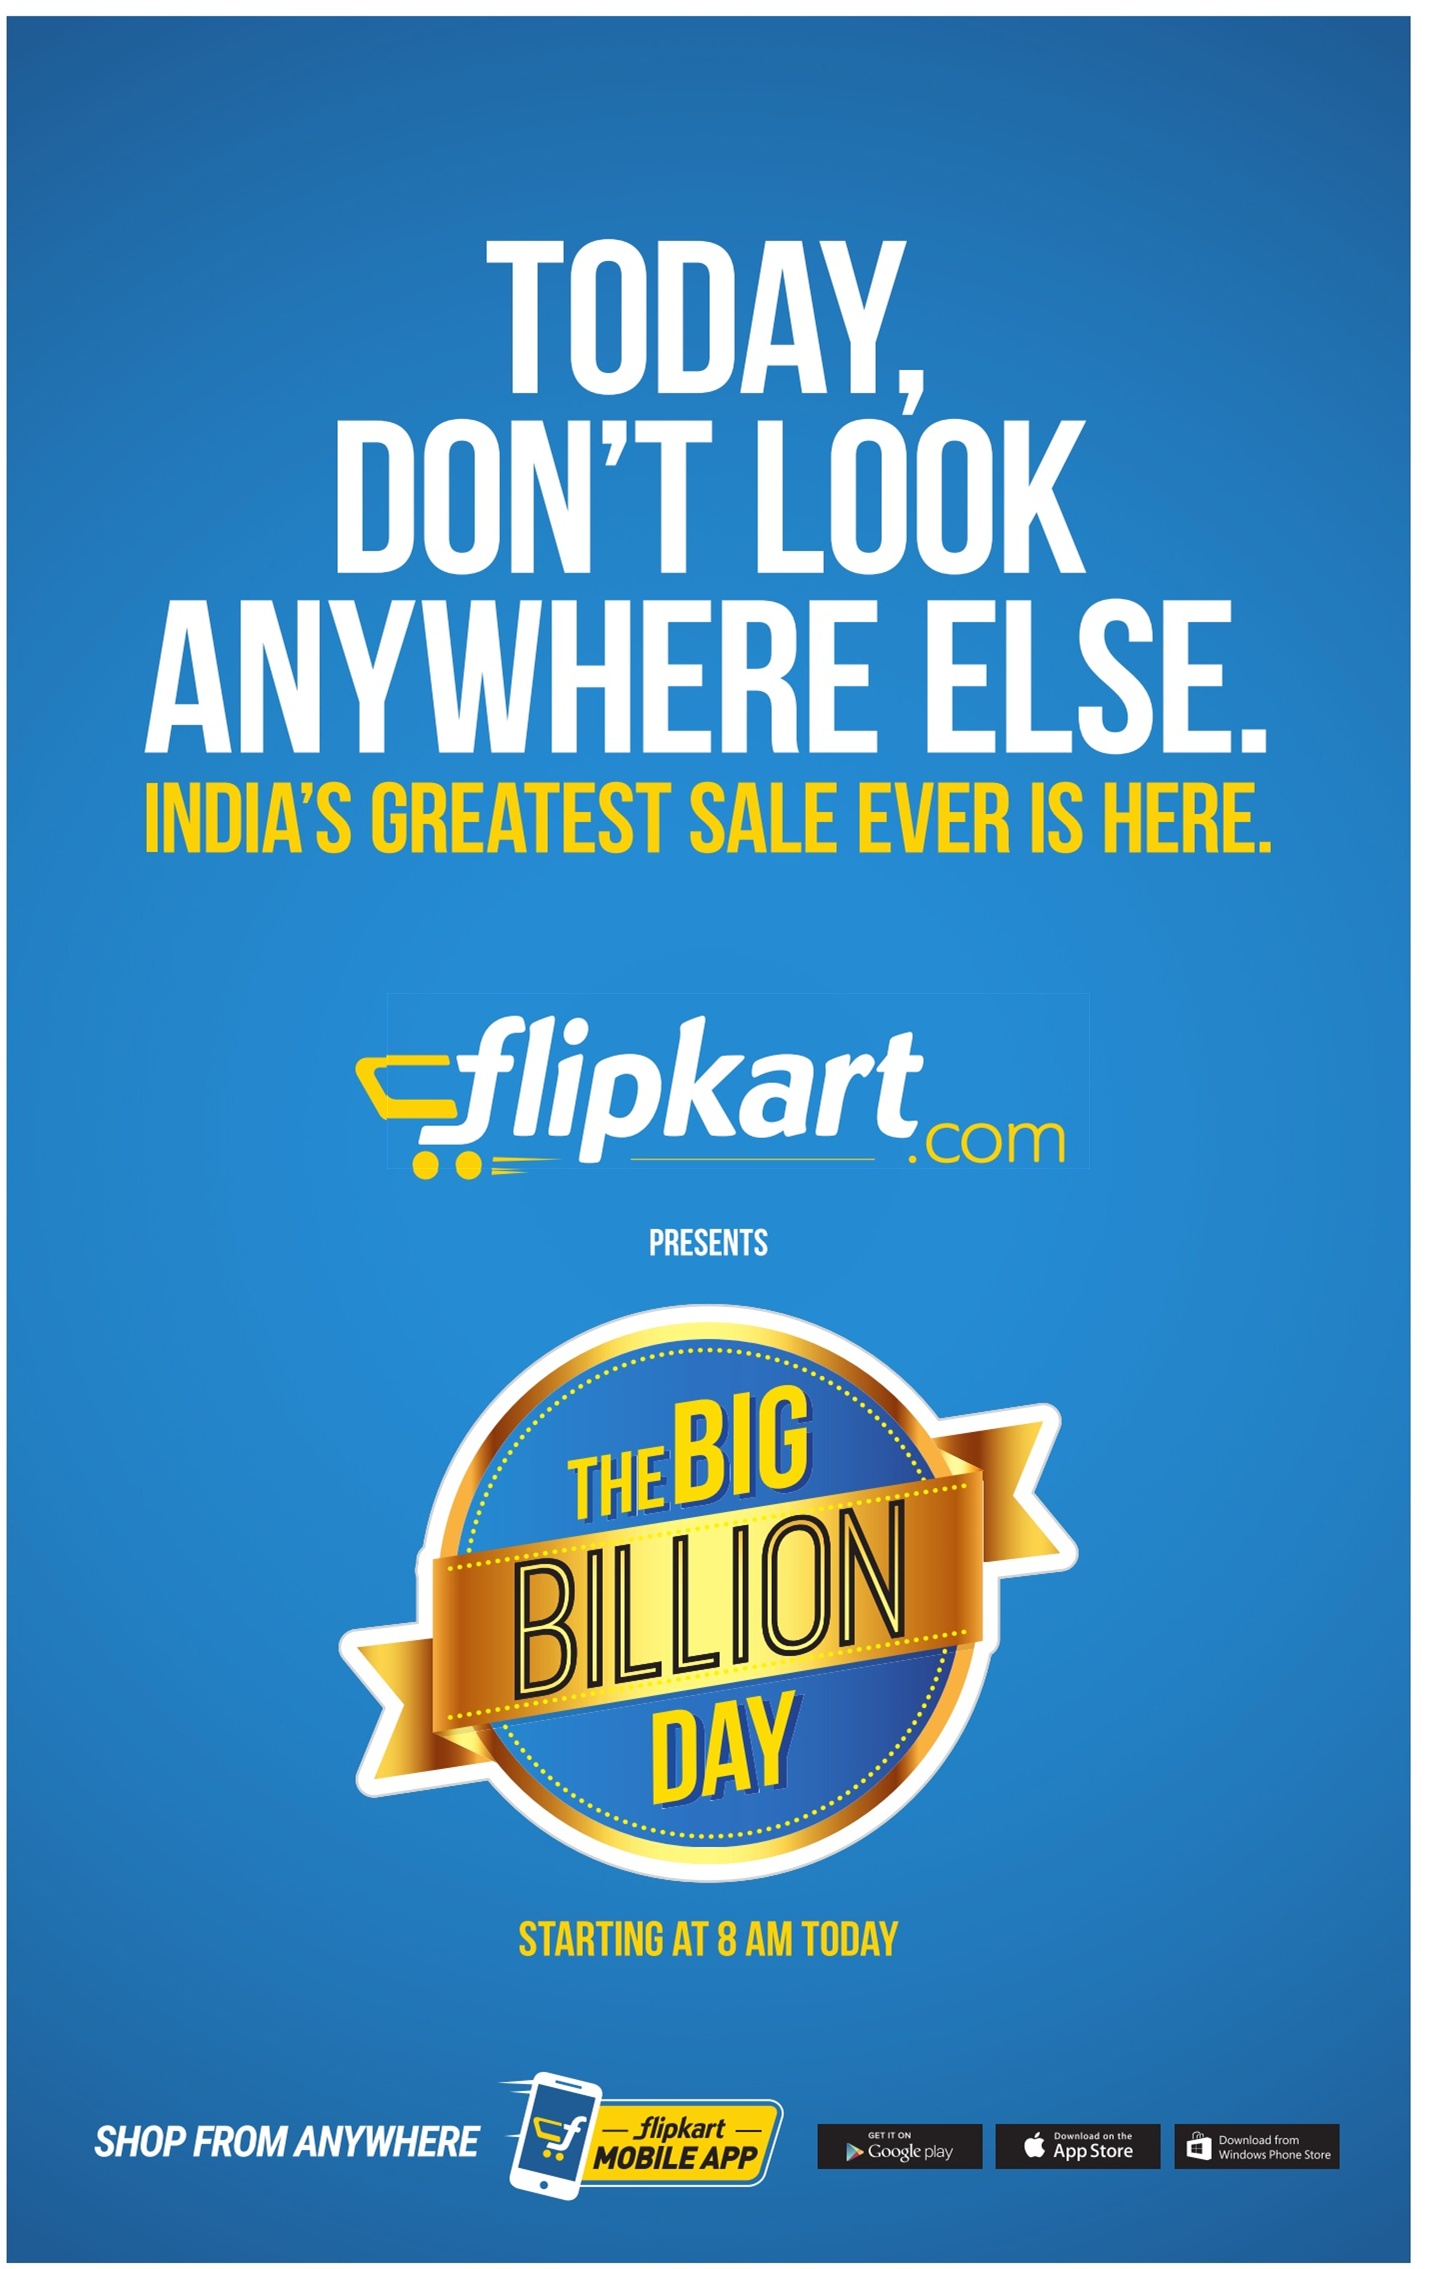 TODAY,
DON'T LOOK
ANYWHERE ELSE.
INDIA'S GREATEST SALE EVER IS HERE.
flipkart.com
PRESENTS
THE BIG
BILLION
DAY
STARTING AT 8 AM TODAY
SHOP FROM ANYWHERE
flipkart
MOBILE APP
GET IT ON
Google play
Download on the
App Store
Download from
Windows Phone Store